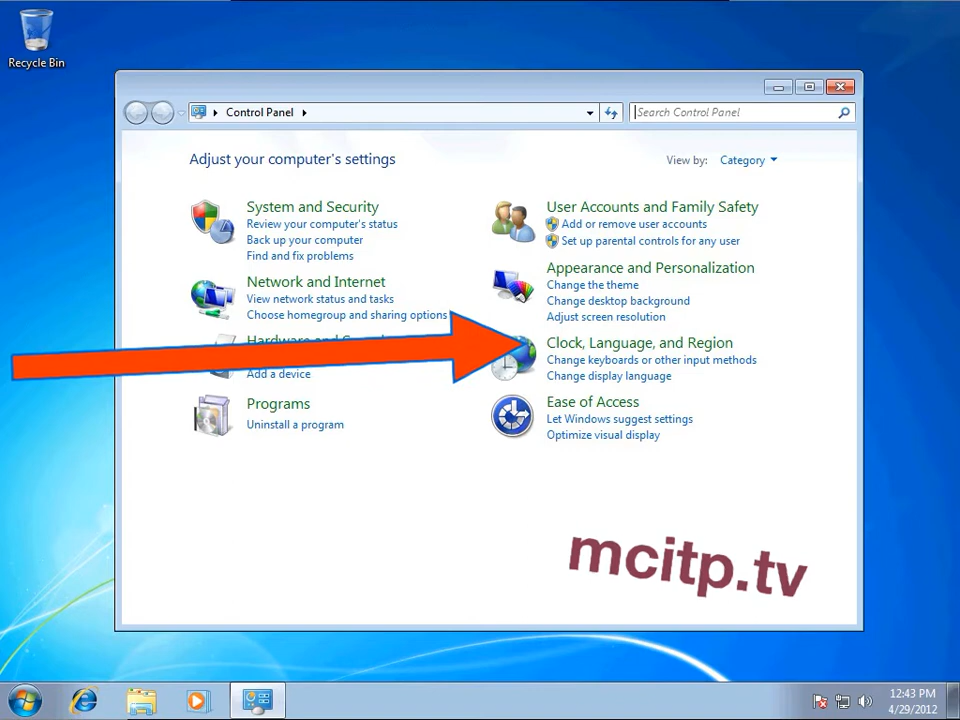 Recycle Bin
Control Panel
Search Control Panel
Adjust your computer's settings
View by: Category
System and Security
Review your computer's status
Back up your computer
Find and fix problems
Network and Internet
View network status and tasks
Choose homegroup and sharing options
Add a device
Programs
Uninstall a program
User Accounts and Family Safety
Add or remove user accounts
Set up parental controls for any user
Appearance and Personalization
Change the theme
Change desktop background
Adjust screen resolution
Clock, Language, and Region
Change keyboards or other input methods
Change display language
Ease of Access
Let Windows suggest settings
Optimize visual display
mcitp.tv
12:43 PM
4/29/2012